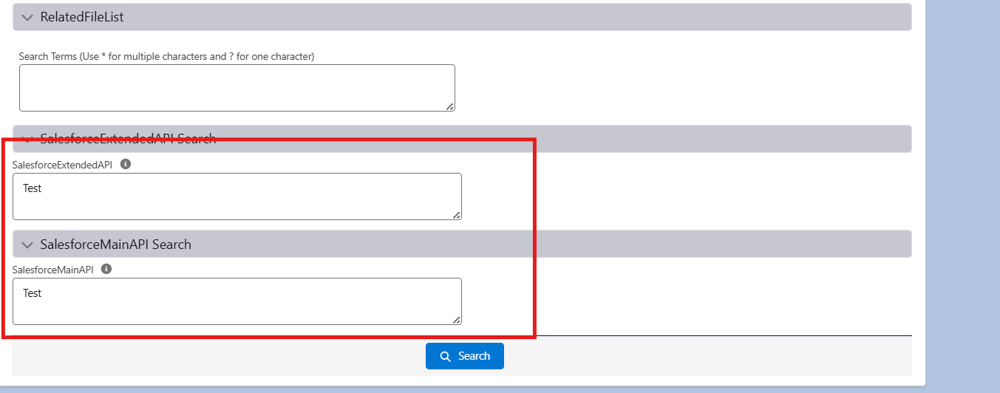 RelatedFileList
Search Terms (Use * for multiple characters and ? for one character)
SalesforceExtendedAPI Search
SalesforceExtendedAPI
Test
SalesforceMainAPI Search
SalesforceMainAPI
Test
Search